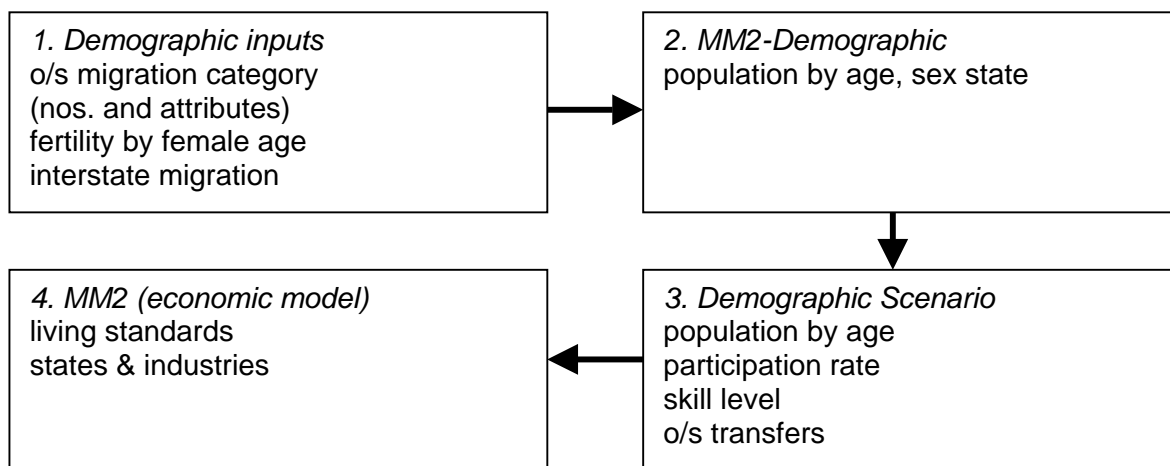 1. Demographic inputs
o/s migration category
(nos. and attributes)
fertility by female age
interstate migration
2. MM2-Demographic
population by age, sex state
3. Demographic Scenario
population by age
participation rate
skill level
o/s transfers
4. MM2 (economic model)
living standards
states & industries